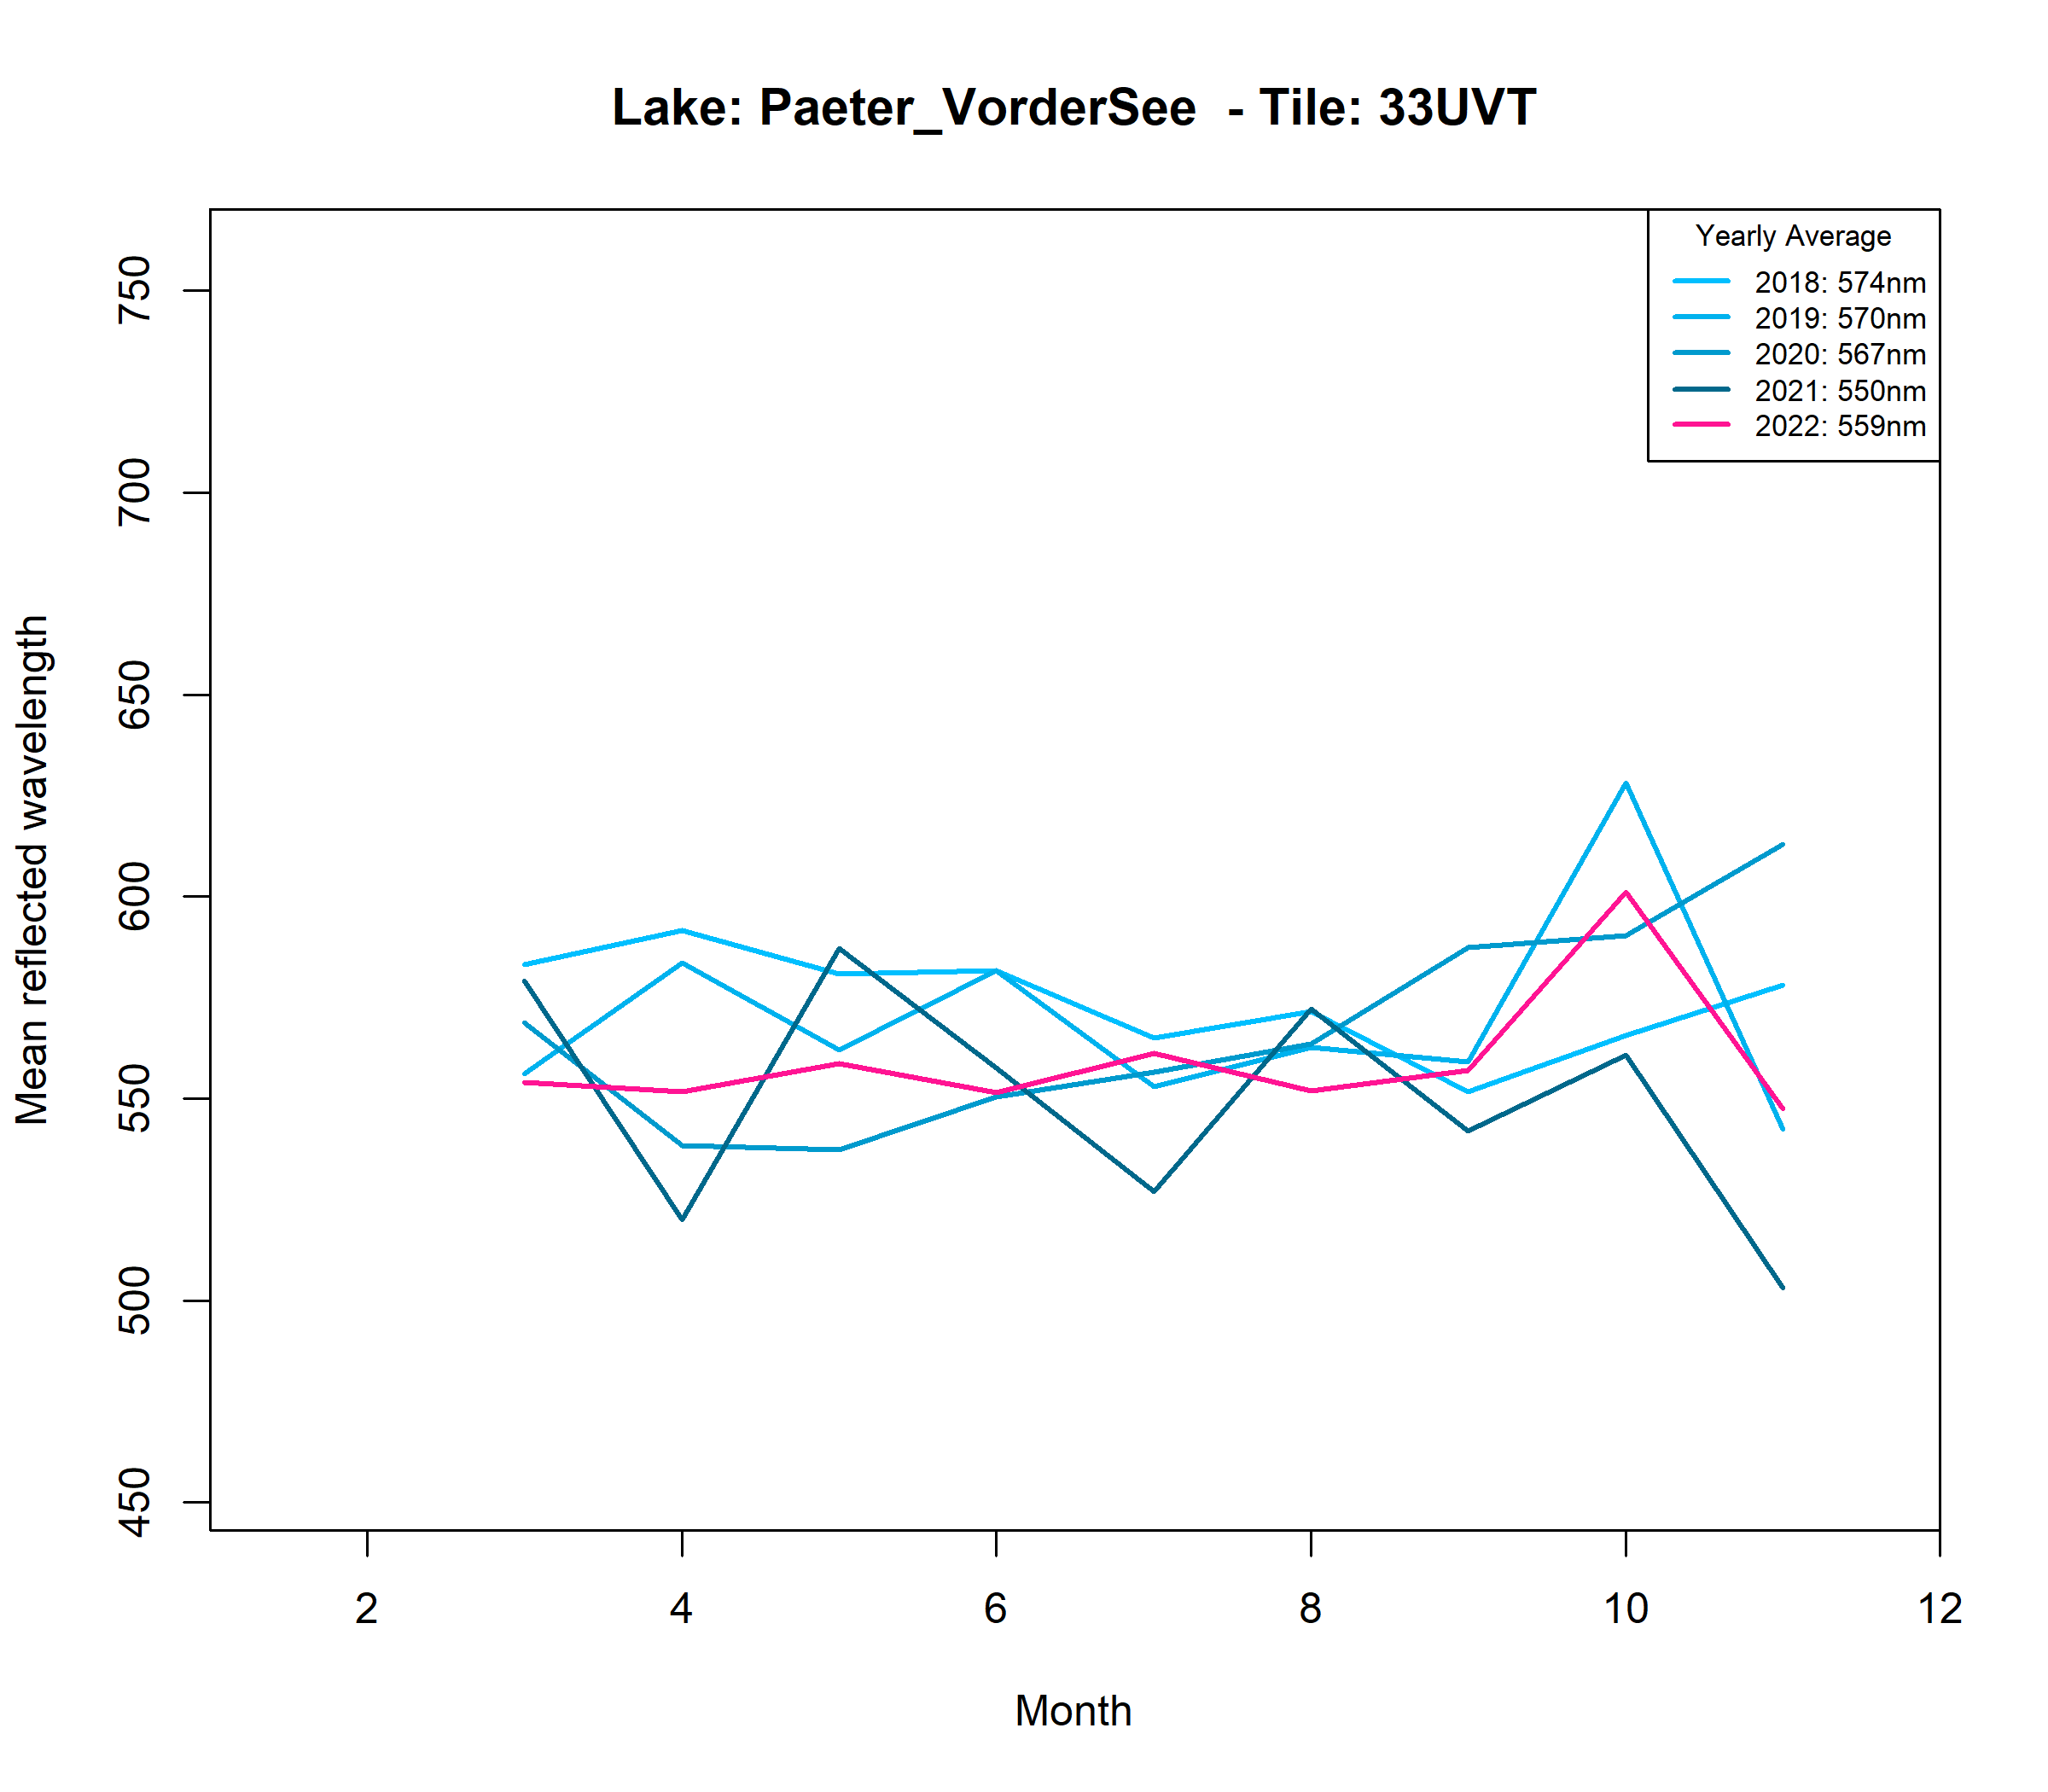 Lake: Paeter_VorderSee - Tile: 33UVT
Yearly Average
2018: 574nm
2019: 570nm
2020: 567nm
2021: 550nm
2022: 559nm
Mean reflected wavelength
750
700
650
600
550
500
450
2 4 6 8 10 12
Month